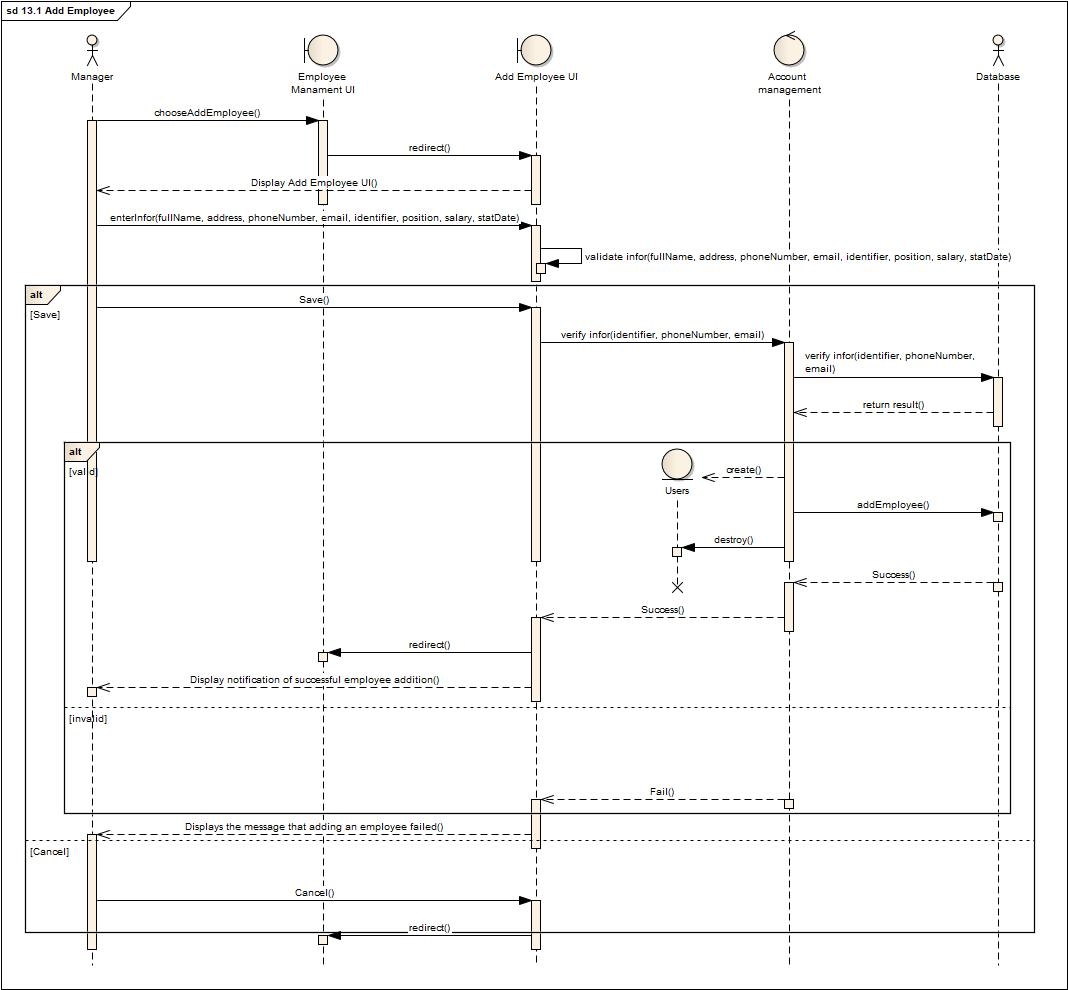 sd 13.1 Add Employee
Manager
Employee
Manament UI
Add Employee UI
Account
management
Database
chooseAddEmployee()
redirect()
Display Add Employee UI()
enterInfor(fullName, address, phoneNumber, email, identifier, position, salary, statDate)
validate infor(fullName, address, phoneNumber, email, identifier, position, salary, statDate)
alt
[Save]
Save()
verify infor(identifier, phoneNumber, email)
verify infor(identifier, phoneNumber,
email)
return result()
alt
[valid]
Users
create()
addEmployee()
destroy()
Success()
Success()
redirect()
Display notification of successful employee addition()
[invalid]
Fail()
Displays the message that adding an employee failed()
[Cancel]
Cancel()
redirect()